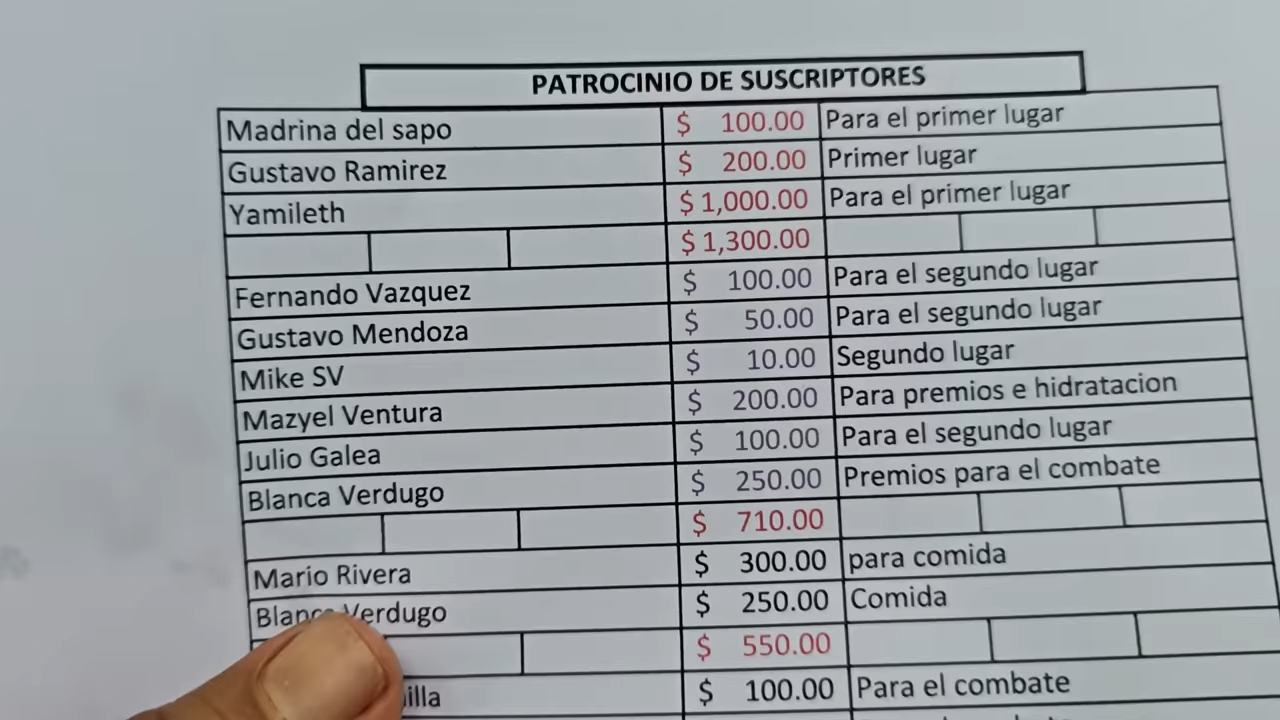 PATROCINIO DE SUSCRIPTORES
Madrina del sapo $ 100.00 Para el primer lugar
Gustavo Ramirez $ 200.00 Primer lugar
Yamileth $ 1,000.00 Para el primer lugar
$ 1,300.00
Fernando Vazquez $ 100.00 Para el segundo lugar
Gustavo Mendoza $ 50.00 Para el segundo lugar
Mike SV $ 10.00 Segundo lugar
Mazyel Ventura $ 200.00 Para premios e hidratacion
Julio Galea $ 100.00 Para el segundo lugar
Blanca Verdugo $ 250.00 Premios para el combate
$ 710.00
Mario Rivera $ 300.00 para comida
Blanca Verdugo $ 250.00 Comida
$ 550.00
$ 100.00 Para el combate